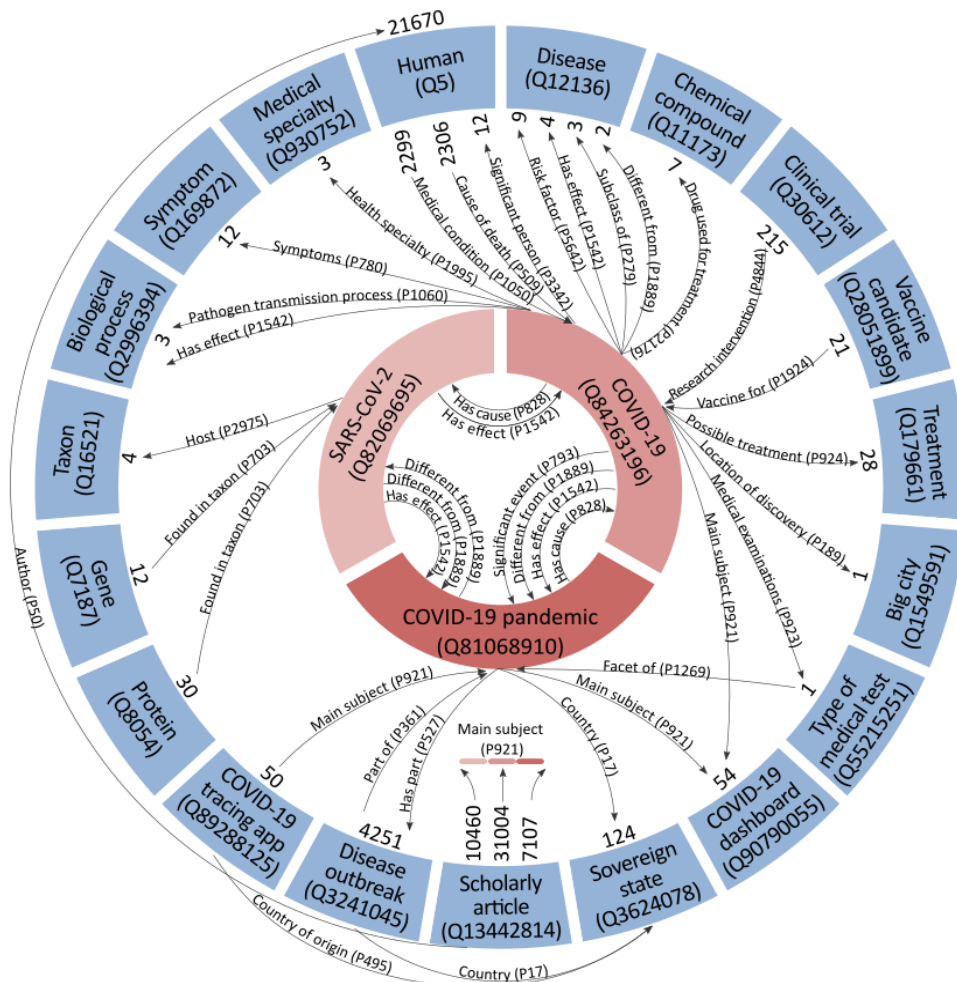 21670
Human
(Q5)
Disease
(Q12136)
Chemical
compound
(Q11173)
Clinical trial
(Q30612)
Vaccine
candidate
(Q28051899)
Treatment
(Q179661)
Big city
(Q1549591)
Type of
medical test
(Q55215251)
COVID-19
dashboard
(Q90790055)
Sovereign
state
(Q3624078)
Scholarly
article
(Q13442814)
Disease
outbreak
(Q3241045)
COVID-19
tracing app
(Q89288125)
Protein
(Q8054)
Gene
(Q7187)
Taxon
(Q16521)
Biological
process
(Q2996394)
Symptom
(Q169872)
Medical
specialty
(Q930752)
3
2299
2306
12
9
4
3
2
7
215
21
28
1
1
54
124
7107
31004
10460
4251
50
30
12
4
3
12
Health specialty (P1995)
Medical condition (P1050)
Cause of death (P509)
Significant person (P3342)
Risk factor (P5642)
Has effect (P1542)
Subclass of (P279)
Different from (P1889)
Drug used for treatment (P2176)
Research intervention (P4844)
Vaccine for (P1924)
Possible treatment (P924)
Location of discovery (P189)
Medical examinations (P923)
Main subject (P921)
Symptoms (P780)
Pathogen transmission process (P1060)
Has effect (P1542)
Host (P2975)
Found in taxon (P703)
Found in taxon (P703)
SARS-CoV-2
(Q82069695)
COVID-19
(Q84263196)
COVID-19 pandemic
(Q81068910)
Has cause (P828)
Has effect (P1542)
Different from (P1889)
Different from (P1889)
Has effect (P1542)
Significant event (P793)
Different from (P1889)
Has effect (P1542)
Has cause (P828)
Facet of (P1269)
Main subject (P921)
Country (P17)
Main subject (P921)
Part of (P361)
Has part (P527)
Main subject
(P921)
Author (P50)
Country of origin (P495)
Country (P17)